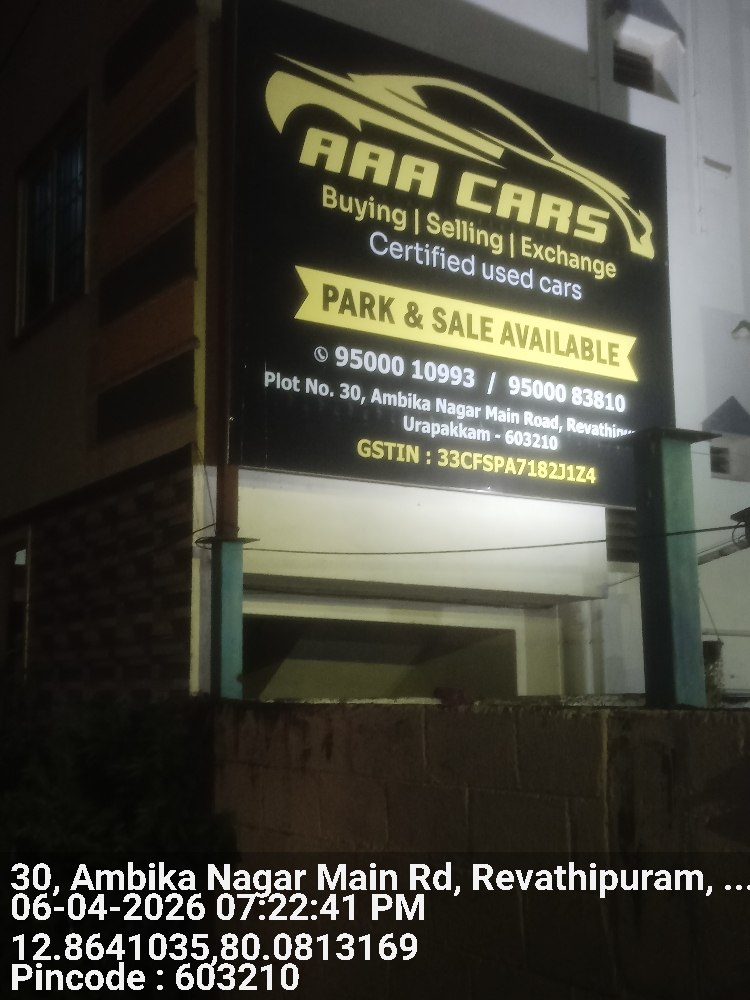 AAA CARS
Buying | Selling | Exchange
Certified used cars
PARK & SALE AVAILABLE
95000 10993 / 95000 83810
Plot No. 30, Ambika Nagar Main Road,
Urapakkam - 603210
GSTIN : 33CFSPA7182J1Z4
30, Ambika Nagar Main Rd, Revathipuram, ...
06-04-2026 07:22:41 PM
12.8641035,80.0813169
Pincode : 603210